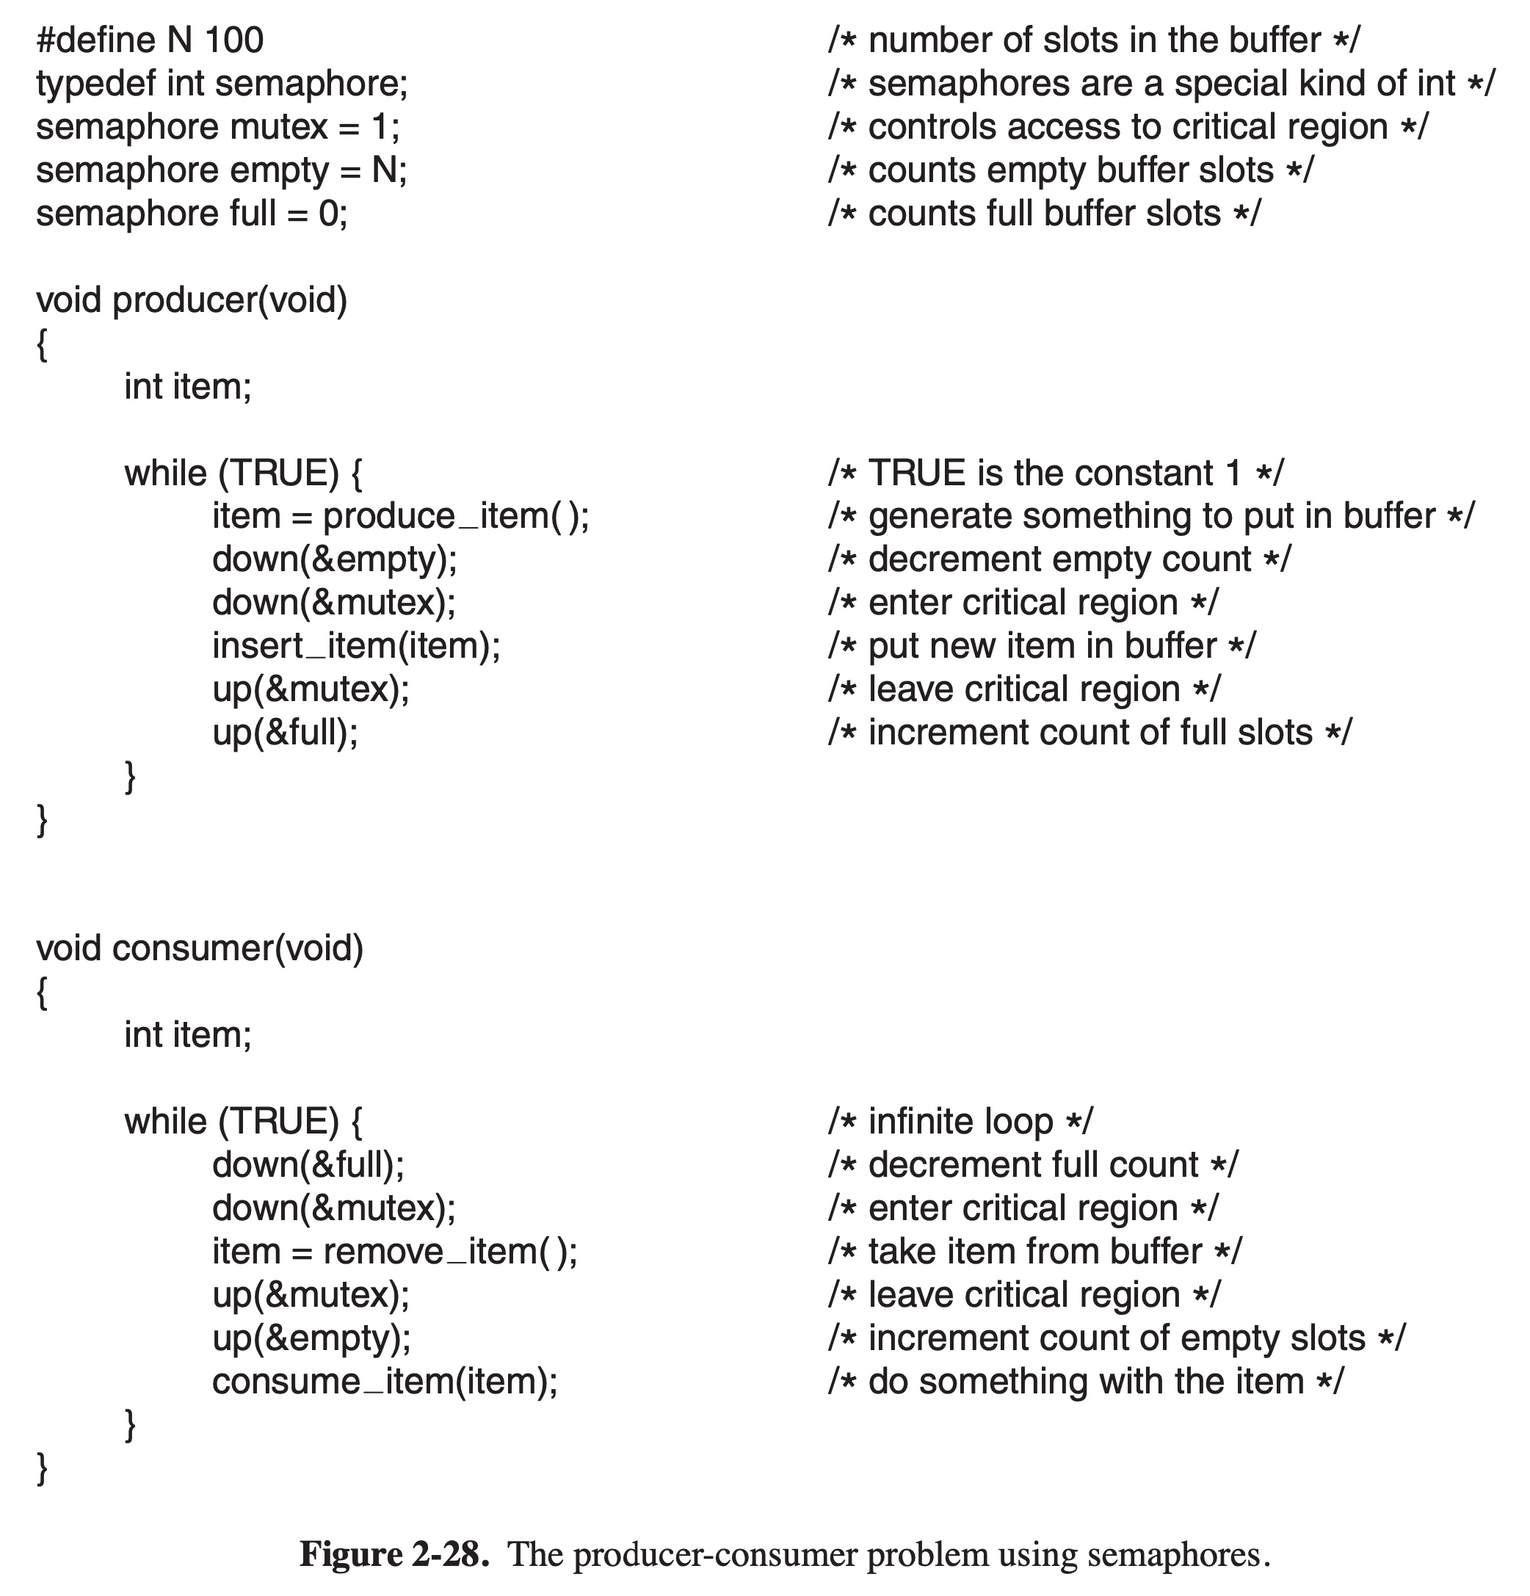 #define N 100 /* number of slots in the buffer */
typedef int semaphore; /* semaphores are a special kind of int */
semaphore mutex = 1; /* controls access to critical region */
semaphore empty = N; /* counts empty buffer slots */
semaphore full = 0; /* counts full buffer slots */
void producer(void)
{
int item;
while (TRUE) { /* TRUE is the constant 1 */
item = produce_item( ); /* generate something to put in buffer */
down(&empty); /* decrement empty count */
down(&mutex); /* enter critical region */
insert_item(item); /* put new item in buffer */
up(&mutex); /* leave critical region */
up(&full); /* increment count of full slots */
}
}
void consumer(void)
{
int item;
while (TRUE) { /* infinite loop */
down(&full); /* decrement full count */
down(&mutex); /* enter critical region */
item = remove_item( ); /* take item from buffer */
up(&mutex); /* leave critical region */
up(&empty); /* increment count of empty slots */
consume_item(item); /* do something with the item */
}
}
Figure 2-28. The producer-consumer problem using semaphores.